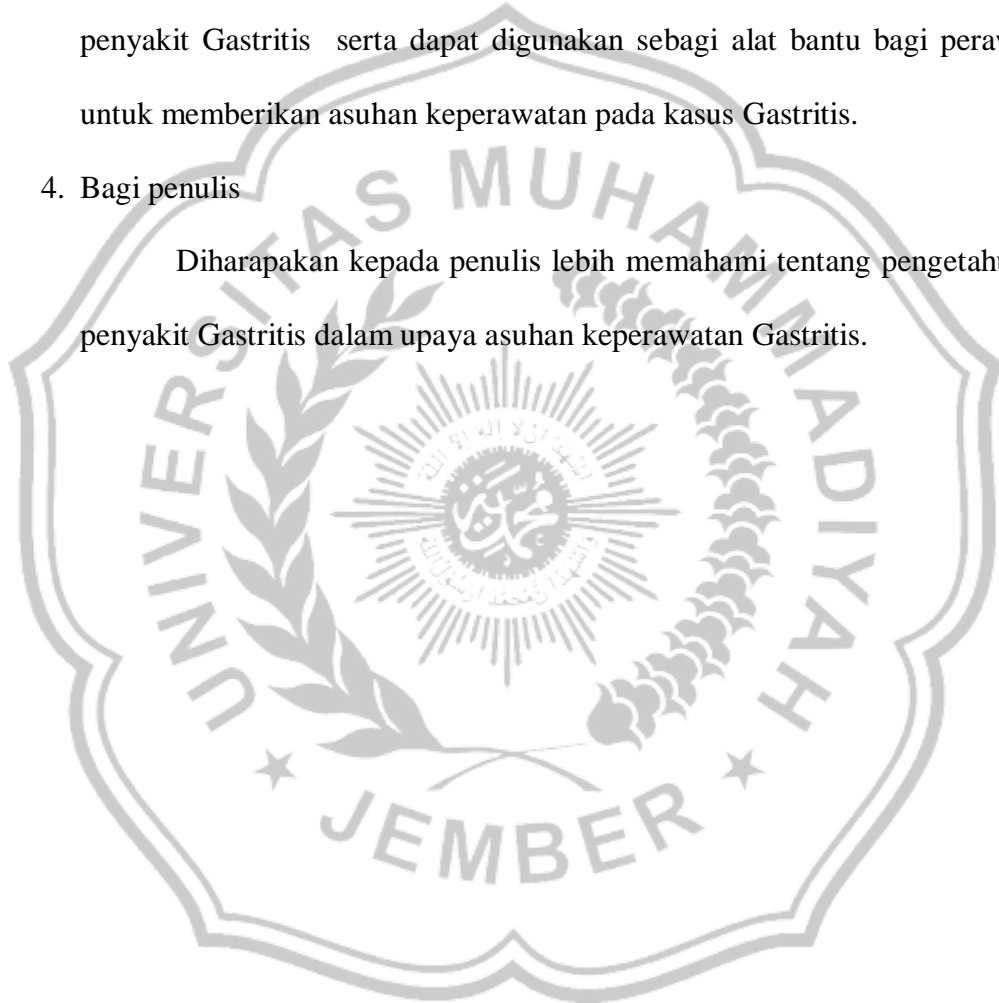 penyakit Gastritis serta dapat digunakan sebagi alat bantu bagi peraw
untuk memberikan asuhan keperawatan pada kasus Gastritis.
4. Bagi penulis
Diharapakan kepada penulis lebih memahami tentang pengetahu
penyakit Gastritis dalam upaya asuhan keperawatan Gastritis.
UNIVERSITAS MUHAMMADIYAH
JEMBER